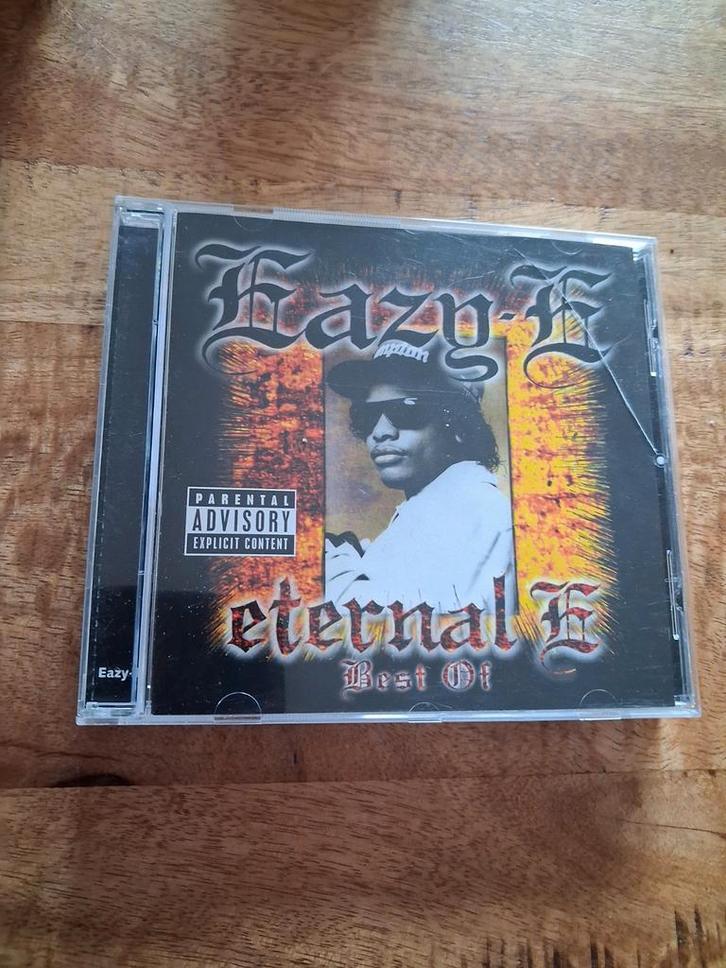 Eazy-E
PARENTAL
ADVISORY
EXPLICIT CONTENT
eternal E
Best Of
Eazy-